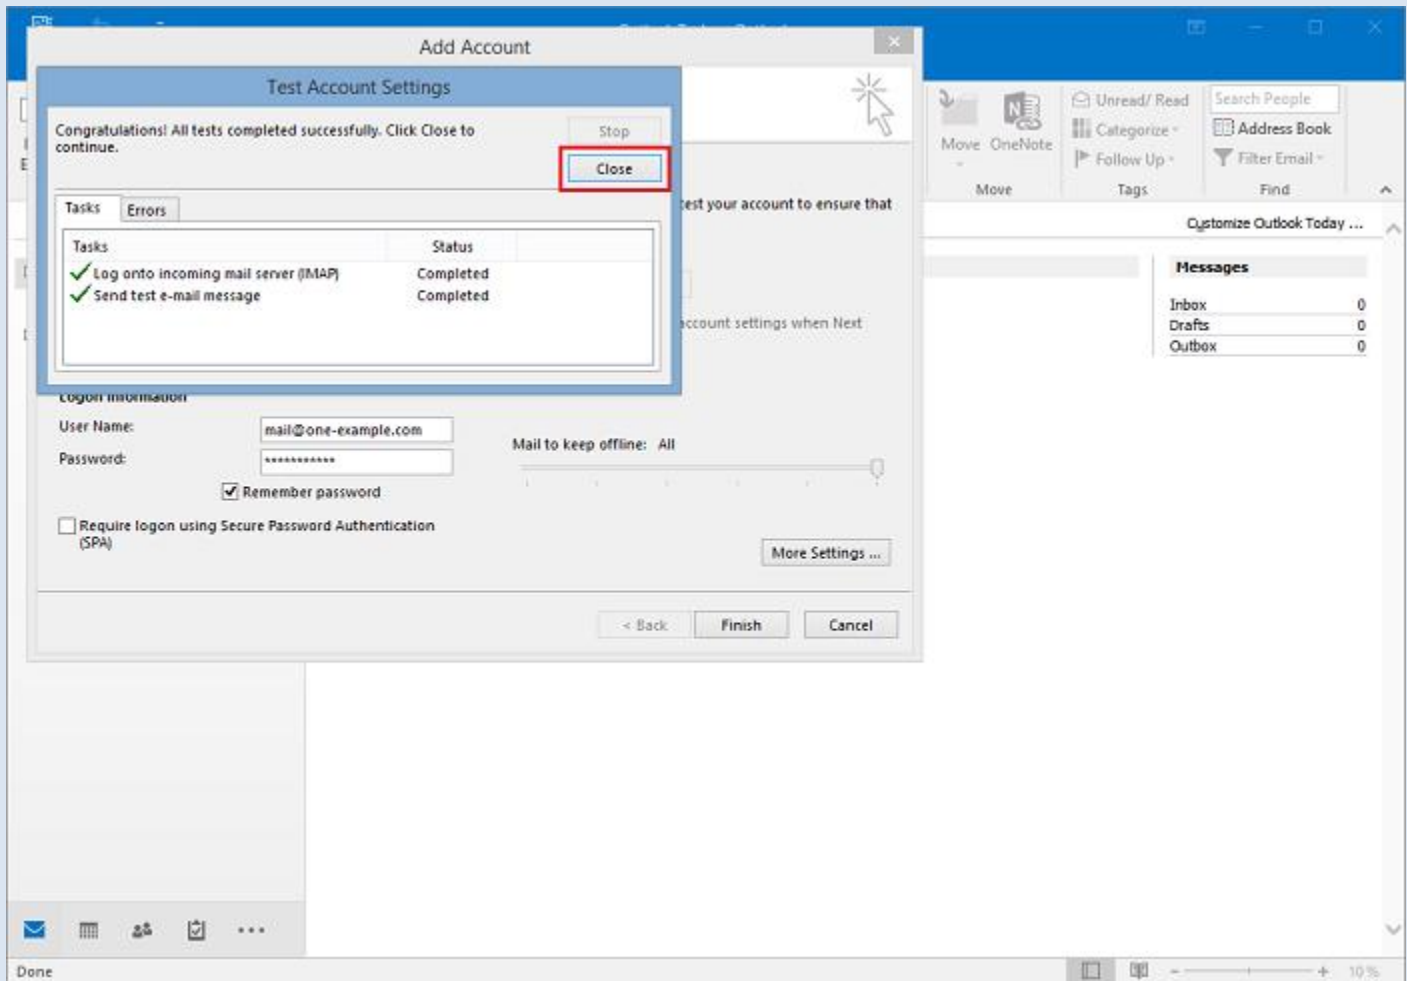 Add Account
Test Account Settings
Congratulations! All tests completed successfully. Click Close to
continue.
Stop
Close
Tasks
Errors
Tasks Status
Log onto incoming mail server (IMAP) Completed
Send test e-mail message Completed
test your account to ensure that
account settings when Next
Logon Information
User Name: mail@one-example.com
Password: ***********
Remember password
Require logon using Secure Password Authentication
(SPA)
Mail to keep offline: All
More Settings ...
< Back Finish Cancel
Move OneNote
Move
Unread/ Read
Categorize
Follow Up
Tags
Search People
Address Book
Filter Email
Find
Customize Outlook Today ...
Messages
Inbox 0
Drafts 0
Outbox 0
Done
10%